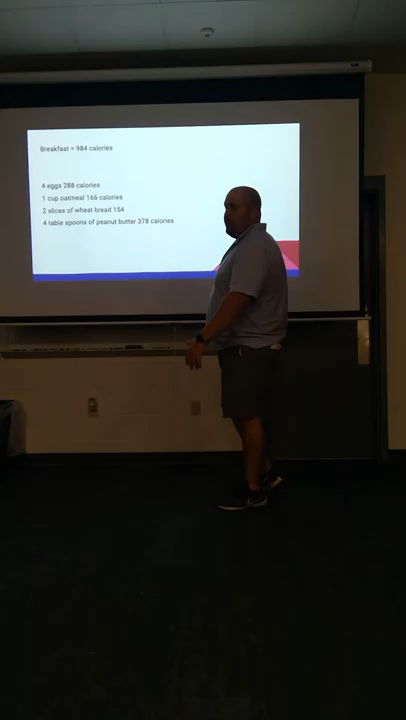 Breakfast = 984 calories
4 eggs 288 calories
1 cup oatmeal 166 calories
2 slices of wheat bread 154
4 table spoons of peanut butter 378 calories